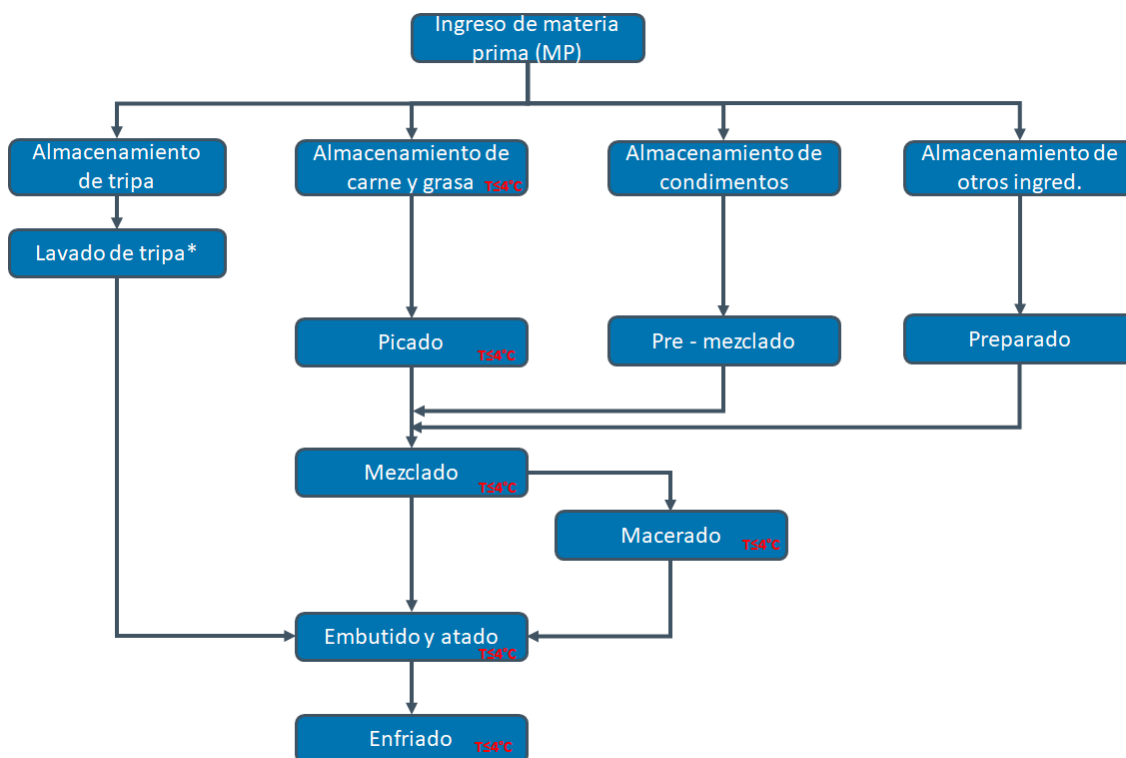 Ingreso de materia
prima (MP)
Almacenamiento
de tripa
Almacenamiento de
carne y grasa T≤4°C
Almacenamiento de
condimentos
Almacenamiento de
otros ingred.
Lavado de tripa*
Picado T≤4°C
Pre - mezclado
Preparado
Mezclado
T≤4°C
Macerado T≤4°C
Embutido y atado
T≤4°C
Enfriado T≤4°C